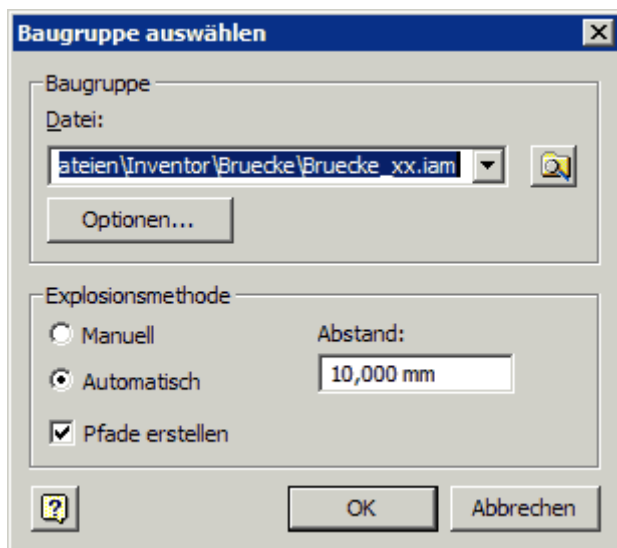 Baugruppe auswählen
Baugruppe
Datei:
ateien\Inventor\Bruecke\Bruecke_xx.iam
Optionen...
Explosionsmethode
Manuell
Abstand:
Automatisch
10,000 mm
Pfade erstellen
OK
Abbrechen